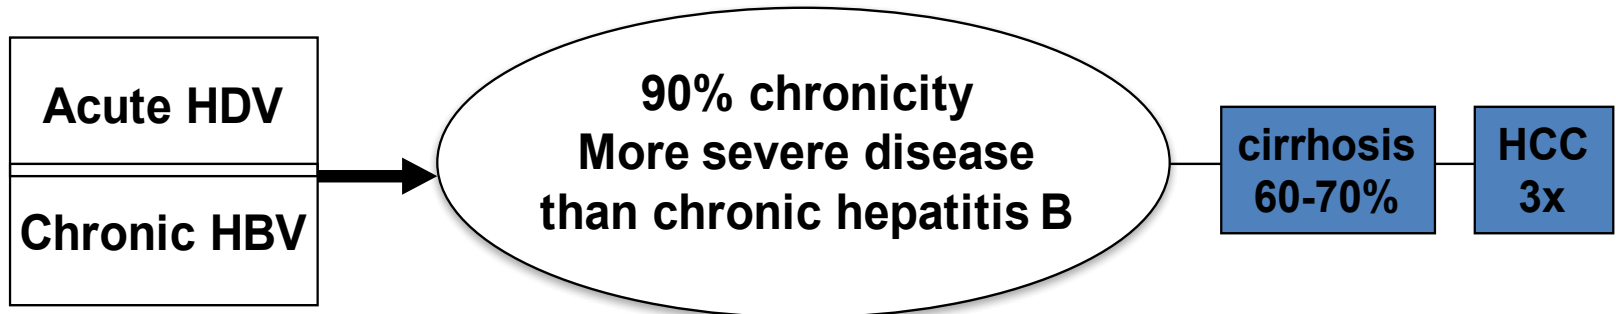 Acute HDV
Chronic HBV
90% chronicity
More severe disease
than chronic hepatitis B
cirrhosis
60-70%
HCC
3x